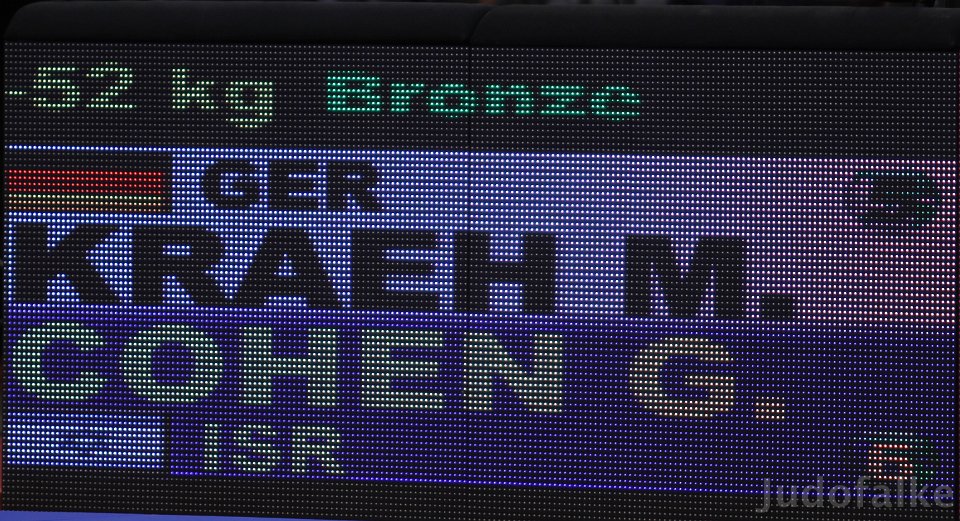 -52 kg Bronze
GER
KRAEH M.
COHEN G.
ISR
Judofalke